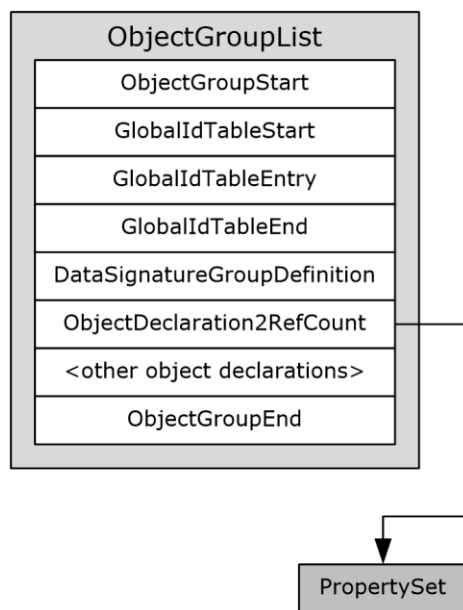 ObjectGroupList
ObjectGroupStart
GlobalIdTableStart
GlobalIdTableEntry
GlobalIdTableEnd
DataSignatureGroupDefinition
ObjectDeclaration2RefCount
<other object declarations>
ObjectGroupEnd
PropertySet